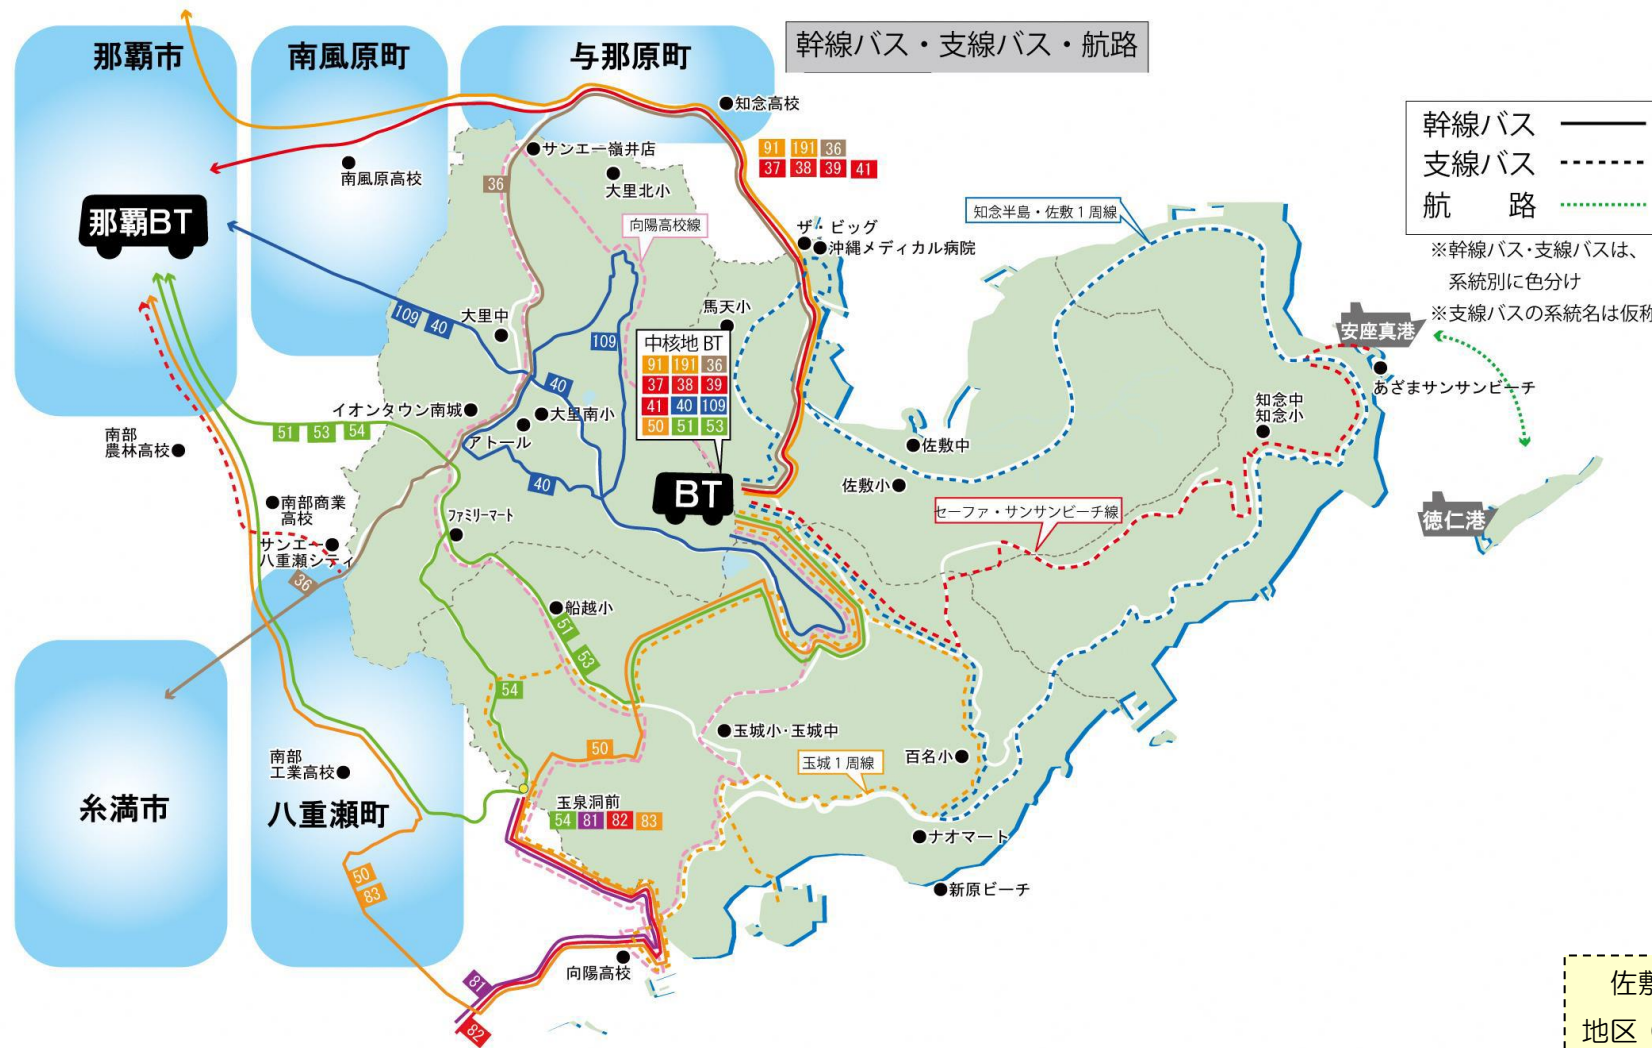 幹線バス・支線バス・航路
那覇市
南風原町
与那原町
幹線バス
支線バス
航　路
※幹線バス・支線バスは、
系統別に色分け
※支線バスの系統名は仮称
知念高校
サンエー嶺井店
大里北小
91 191 36
37 38 39 41
南風原高校
36
向陽高校線
那覇BT
知念半島・佐敷1周線
ザ・ビッグ
沖縄メディカル病院
109 40
大里中
109
馬天小
中核地 BT
91 191 36
37 38 39
41 40 109
50 51 53
安座真港
あざまサンサンビーチ
知念中
知念小
40
イオンタウン南城
大里南小
アトール
51 53 54
南部
農林高校
佐敷中
佐敷小
40
BT
セーファ・サンサンビーチ線
徳仁港
南部商業
高校
ファミリーマート
サンエー
八重瀬シティ
36
船越小
51
53
54
玉城小・玉城中
50
玉城1周線
百名小
南部
工業高校
糸満市
八重瀬町
玉泉洞前
54 81 82 83
ナオマート
50
83
新原ビーチ
向陽高校
81
82
佐敷
地区